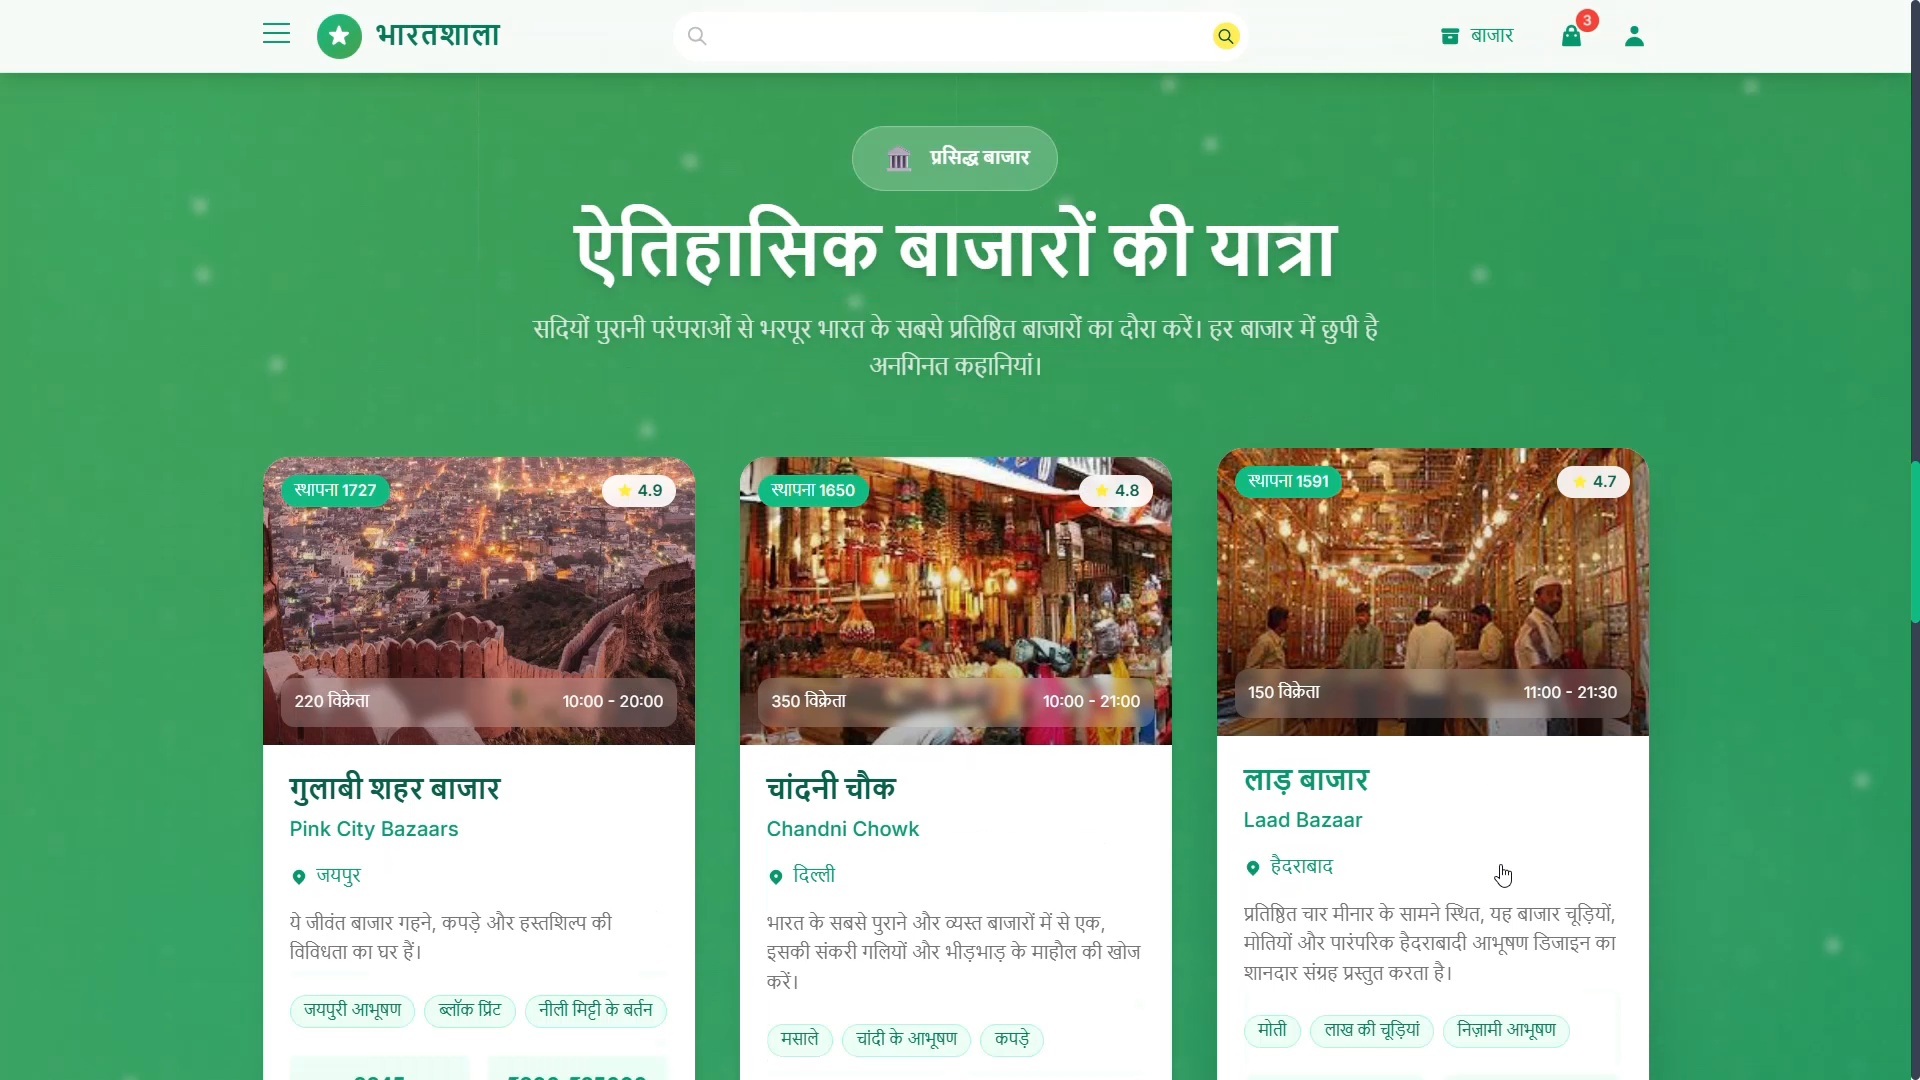 भारतशाला
बाजार
3
प्रसिद्ध बाजार
ऐतिहासिक बाजारों की यात्रा
सदियों पुरानी परंपराओं से भरपूर भारत के सबसे प्रतिष्ठित बाजारों का दौरा करें। हर बाजार में छुपी है
अनगिनत कहानियां।
स्थापना 1727
4.9
220 विक्रेता
10:00 - 20:00
गुलाबी शहर बाजार
Pink City Bazaars
जयपुर
ये जीवंत बाजार गहने, कपड़े और हस्तशिल्प की
विविधता का घर हैं।
जयपुरी आभूषण
ब्लॉक प्रिंट
नीली मिट्टी के बर्तन
स्थापना 1650
4.8
350 विक्रेता
10:00 - 21:00
चांदनी चौक
Chandni Chowk
दिल्ली
भारत के सबसे पुराने और व्यस्त बाजारों में से एक,
इसकी संकरी गलियों और भीड़भाड़ के माहौल की खोज
करें।
मसाले
चांदी के आभूषण
कपड़े
स्थापना 1591
4.7
150 विक्रेता
11:00 - 21:30
लाड़ बाजार
Laad Bazaar
हैदराबाद
प्रतिष्ठित चार मीनार के सामने स्थित, यह बाजार चूड़ियों,
मोतियों और पारंपरिक हैदराबादी आभूषण डिजाइन का
शानदार संग्रह प्रस्तुत करता है।
मोती
लाख की चूड़ियां
निज़ामी आभूषण